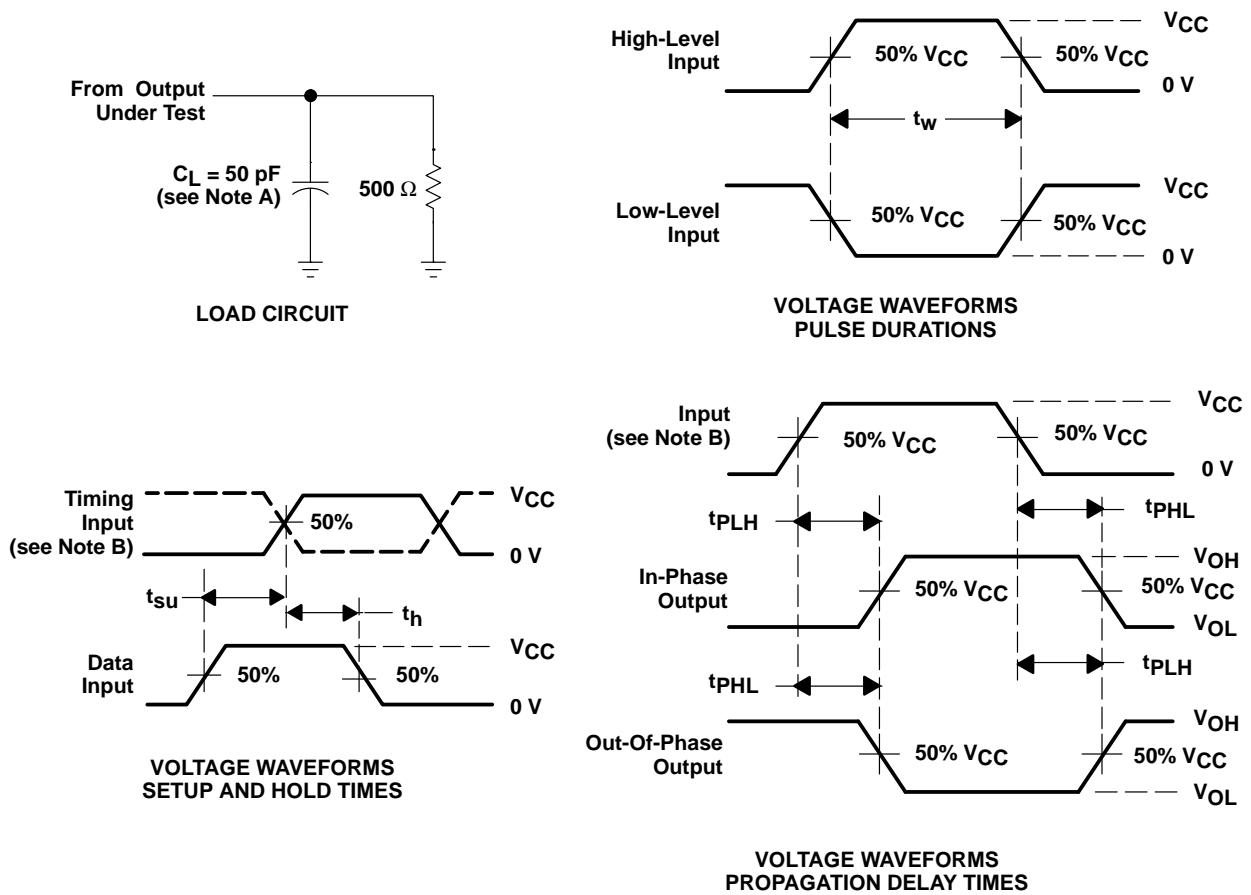 From Output
Under Test
CL = 50 pF
(see Note A)
500 Ω
LOAD CIRCUIT
High-Level
Input
50% VCC
50% VCC
VCC
0 V
tw
Low-Level
Input
50% VCC
50% VCC
VCC
0 V
VOLTAGE WAVEFORMS
PULSE DURATIONS
Timing
Input
(see Note B)
50%
VCC
0 V
tsu
th
Data
Input
50%
50%
VCC
0 V
VOLTAGE WAVEFORMS
SETUP AND HOLD TIMES
Input
(see Note B)
50% VCC
50% VCC
VCC
0 V
tPLH
tPHL
In-Phase
Output
50% VCC
50% VCC
VOH
VOL
tPHL
tPLH
Out-Of-Phase
Output
50% VCC
50% VCC
VOH
VOL
VOLTAGE WAVEFORMS
PROPAGATION DELAY TIMES